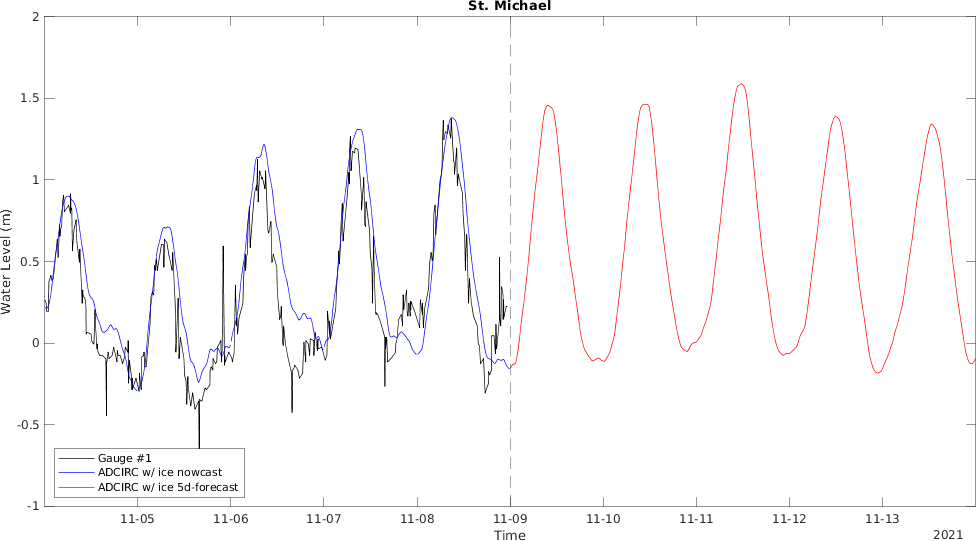 St. Michael
2
1.5
1
0.5
0
-0.5
-1
Water Level (m)
Gauge #1
ADCIRC w/ ice nowcast
ADCIRC w/ ice 5d-forecast
11-05 11-06 11-07 11-08 11-09 11-10 11-11 11-12 11-13
Time
2021